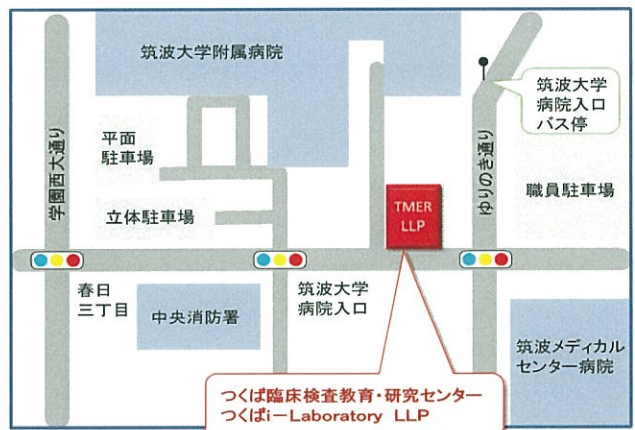 筑波大学附属病院
筑波大学
病院入口
バス停
学園西大通り
平面
駐車場
ゆりのき通り
職員駐車場
立体駐車場
TMER
LLP
春日
三丁目
中央消防署
筑波大学
病院入口
筑波メディカル
センター病院
つくば臨床検査教育・研究センター
つくばi－Laboratory LLP